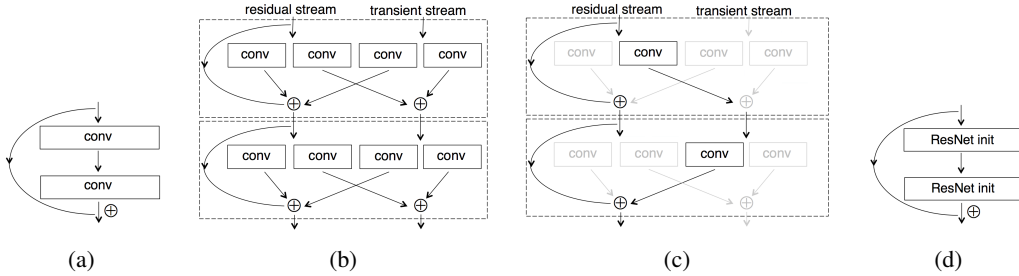 residual stream transient stream
conv conv conv conv
conv conv conv conv
residual stream transient stream
conv conv conv conv
conv conv conv conv
conv
conv
ResNet init
ResNet init
(a) (b) (c) (d)